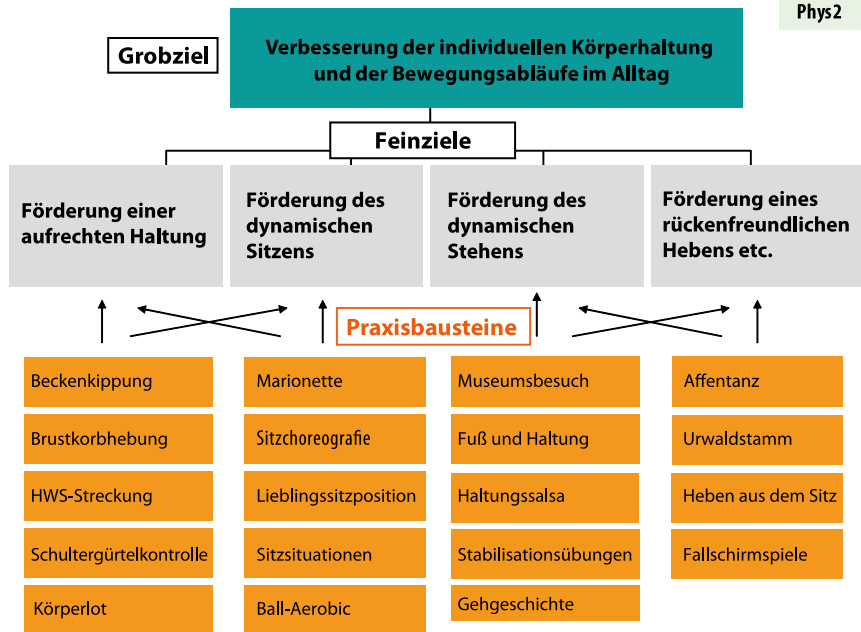 Phys2
Grobziel
Verbesserung der individuellen Körperhaltung
und der Bewegungsabläufe im Alltag
Feinziele
Förderung einer
aufrechten Haltung
Förderung des
dynamischen
Sitzens
Förderung des
dynamischen
Stehens
Förderung eines
rückenfreundlichen
Hebens etc.
Praxisbausteine
Beckenkippung
Brustkorbhebung
HWS-Streckung
Schultergürtelkontrolle
Körperlot
Marionette
Sitzchoreografie
Lieblingssitzposition
Sitzsituationen
Ball-Aerobic
Museumsbesuch
Fuß und Haltung
Haltungssalsa
Stabilisationsübungen
Gehgeschichte
Affentanz
Urwaldstamm
Heben aus dem Sitz
Fallschirmspiele